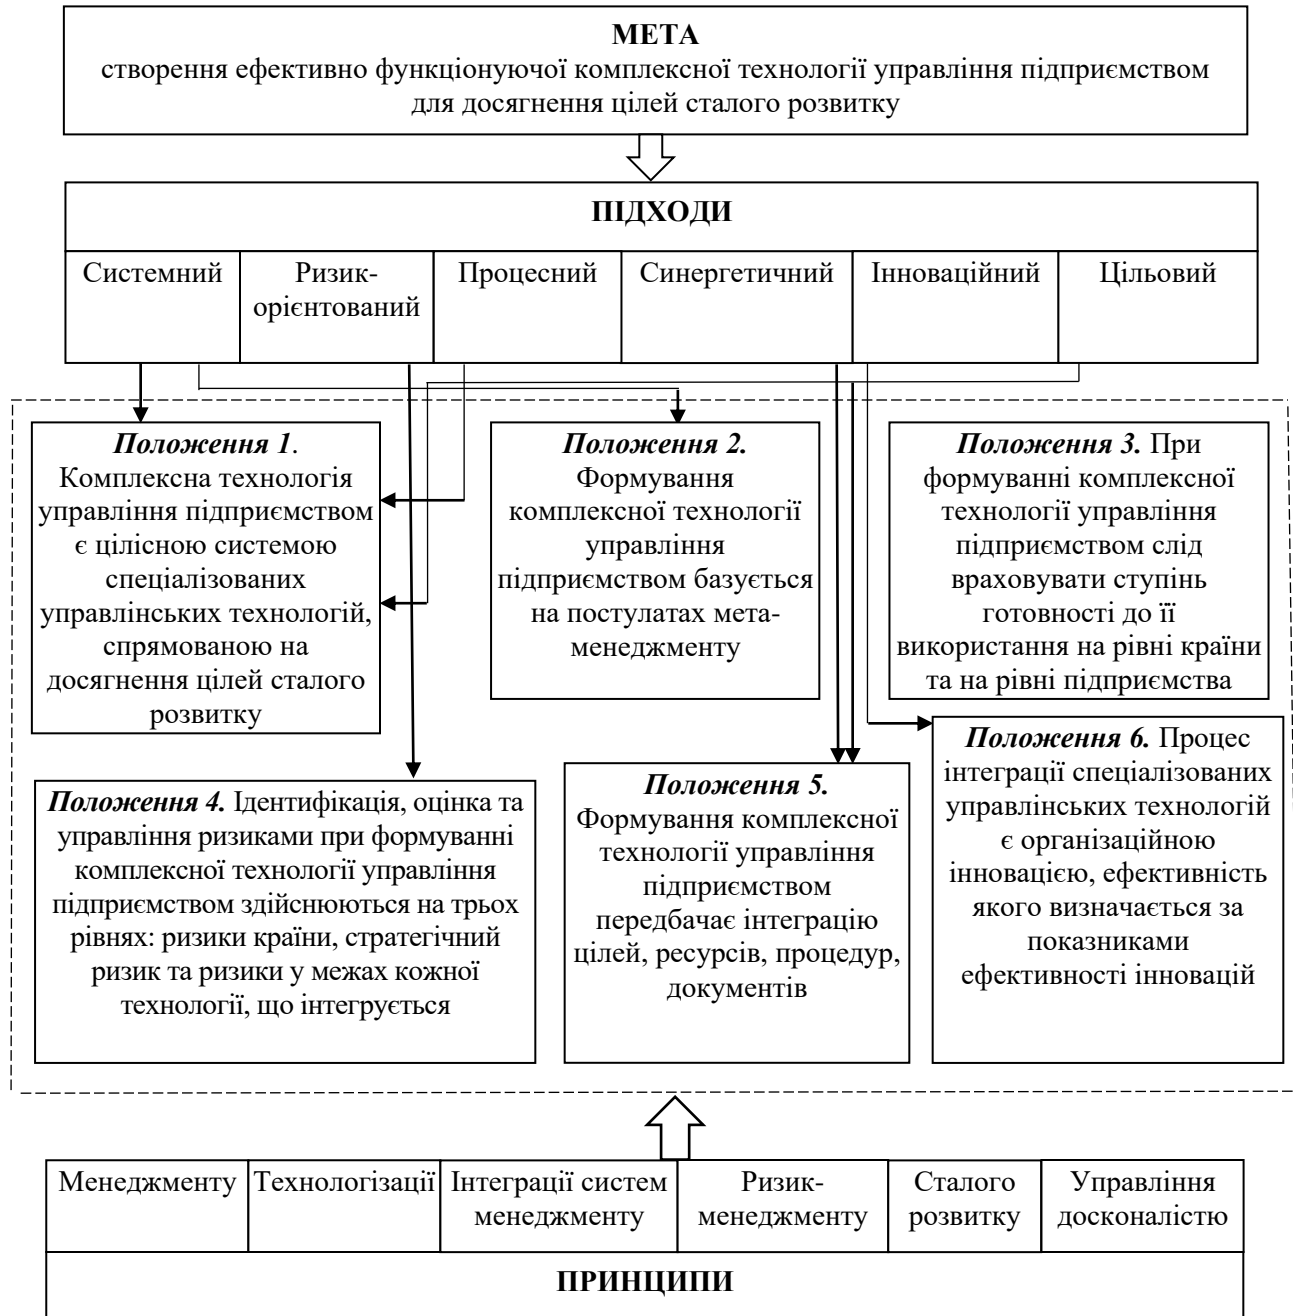 МЕТА
створення ефективно функціонуючої комплексної технології управління підприємством
для досягнення цілей сталого розвитку
ПІДХОДИ
Системний
Ризик-
орієнтований
Процесний
Синергетичний
Інноваційний
Цільовий
Положення 1.
Комплексна технологія
управління підприємством
є цілісною системою
спеціалізованих
управлінських технологій,
спрямованою на
досягнення цілей сталого
розвитку
Положення 2.
Формування
комплексної технології
управління
підприємством базується
на постулатах мета-
менеджменту
Положення 3. При
формуванні комплексної
технології управління
підприємством слід
враховувати ступінь
готовності до її
використання на рівні країни
та на рівні підприємства
Положення 4. Ідентифікація, оцінка та
управління ризиками при формуванні
комплексної технології управління
підприємством здійснюються на трьох
рівнях: ризики країни, стратегічний
ризик та ризики у межах кожної
технології, що інтегрується
Положення 5.
Формування комплексної
технології управління
підприємством
передбачає інтеграцію
цілей, ресурсів, процедур,
документів
Положення 6. Процес
інтеграції спеціалізованих
управлінських технологій
є організаційною
інновацією, ефективність
якого визначається за
показниками
ефективності інновацій
Менеджменту
Технологізації
Інтеграції систем
менеджменту
Ризик-
менеджменту
Сталого
розвитку
Управління
досконалістю
ПРИНЦИПИ